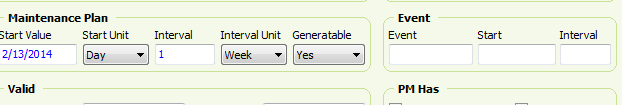 Maintenance Plan
Event
Start Value Start Unit Interval Interval Unit Generatable
Event Start Interval
2/13/2014 Day 1 Week Yes
Valid
PM Has